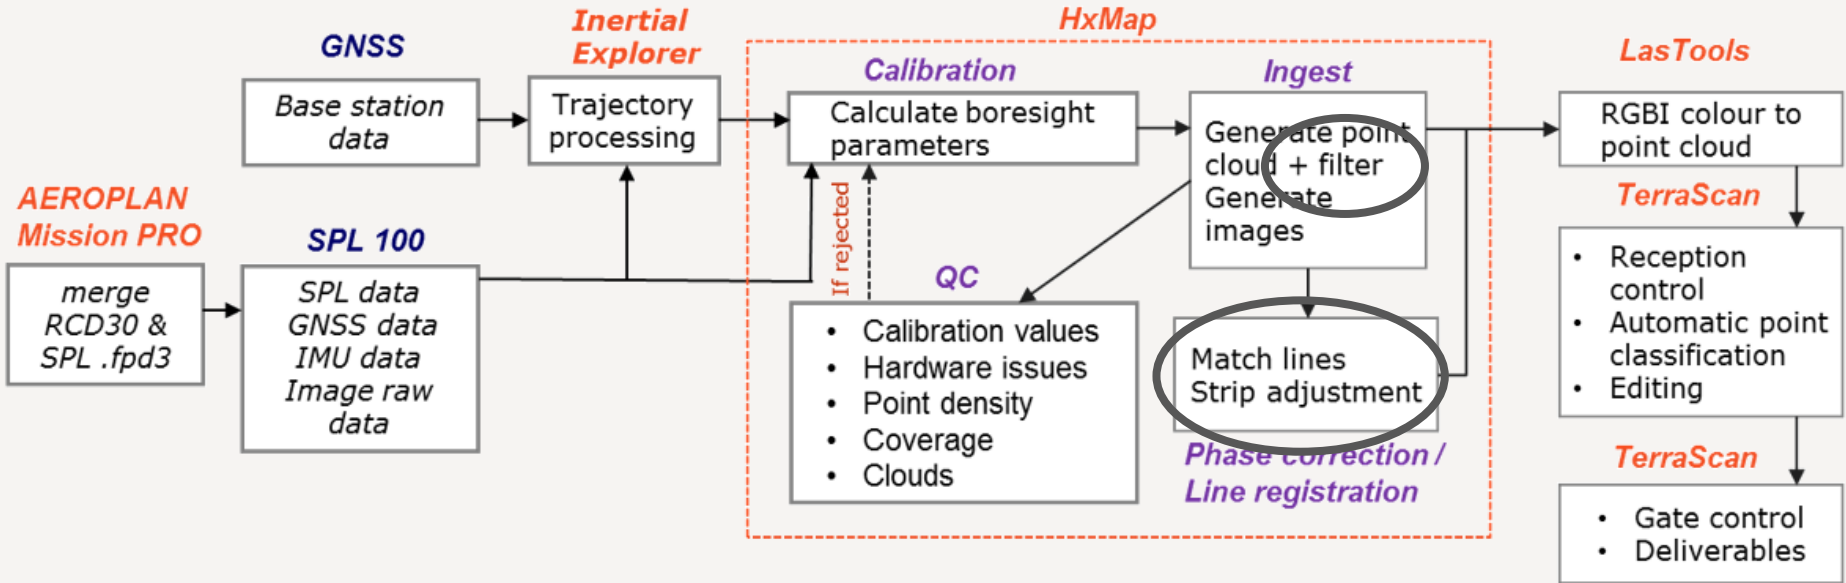 AEROPLAN
Mission PRO
merge
RCD30 &
SPL .fpd3
GNSS
Base station
data
SPL 100
SPL data
GNSS data
IMU data
Image raw
data
Inertial
Explorer
Trajectory
processing
HxMap
Calibration
Calculate boresight
parameters
If rejected
QC
• Calibration values
• Hardware issues
• Point density
• Coverage
• Clouds
Ingest
Generate point
cloud + filter
Generate
images
Match lines
Strip adjustment
Phase correction /
Line registration
LasTools
RGBI colour to
point cloud
TerraScan
• Reception
control
• Automatic point
classification
• Editing
TerraScan
• Gate control
• Deliverables